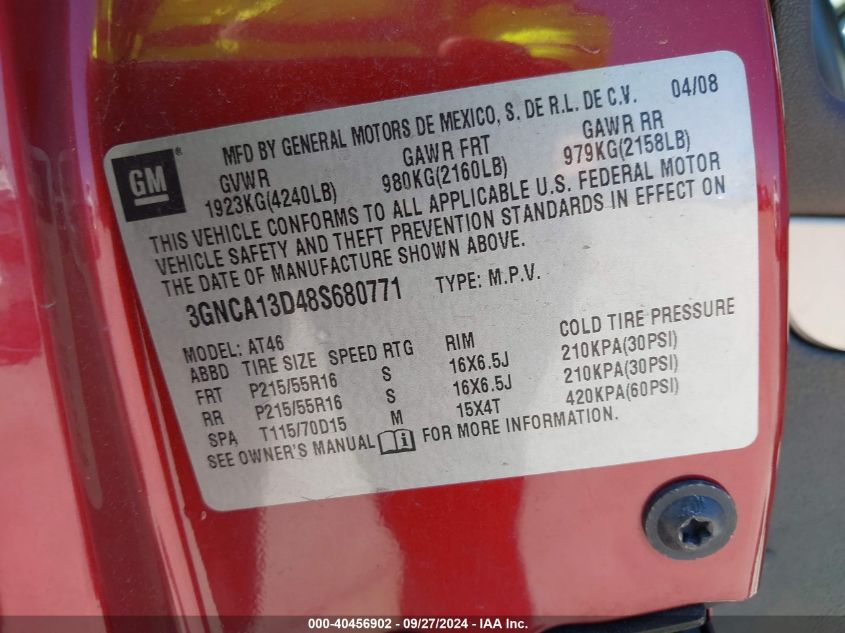 GM®
MFD BY GENERAL MOTORS DE MEXICO, S. DE R.L. DE C.V. 04/08
GVWR GAWR FRT GAWR RR
1923KG(4240LB) 980KG(2160LB) 979KG(2158LB)
THIS VEHICLE CONFORMS TO ALL APPLICABLE U.S. FEDERAL MOTOR
VEHICLE SAFETY AND THEFT PREVENTION STANDARDS IN EFFECT ON
THE DATE OF MANUFACTURE SHOWN ABOVE.
3GNCA13D48S680771 TYPE: M.P.V.
MODEL: AT46
ABBD TIRE SIZE SPEED RTG RIM COLD TIRE PRESSURE
FRT P215/55R16 S 16X6.5J 210KPA(30PSI)
RR P215/55R16 S 16X6.5J 210KPA(30PSI)
SPA T115/70D15 M 15X4T 420KPA(60PSI)
SEE OWNER'S MANUAL FOR MORE INFORMATION.
000-40456902 - 09/27/2024 - IAA Inc.